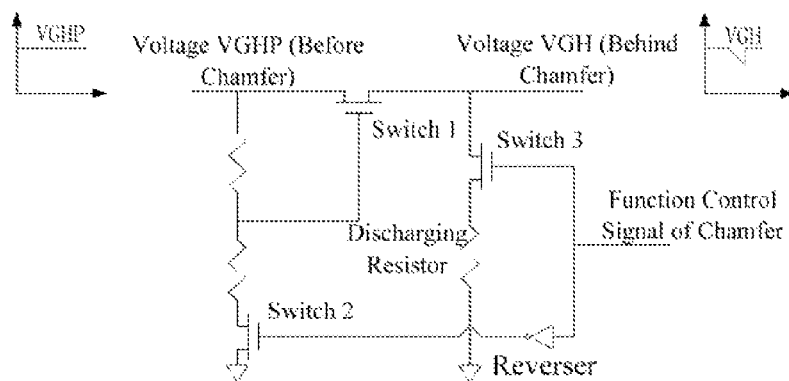 VGHP
Voltage VGHP (Before
Chamfer)
Voltage VGH (Behind
Chamfer)
VGH
Switch 1
Switch 3
Function Control
Signal of Chamfer
Discharging
Resistor
Switch 2
Reverser